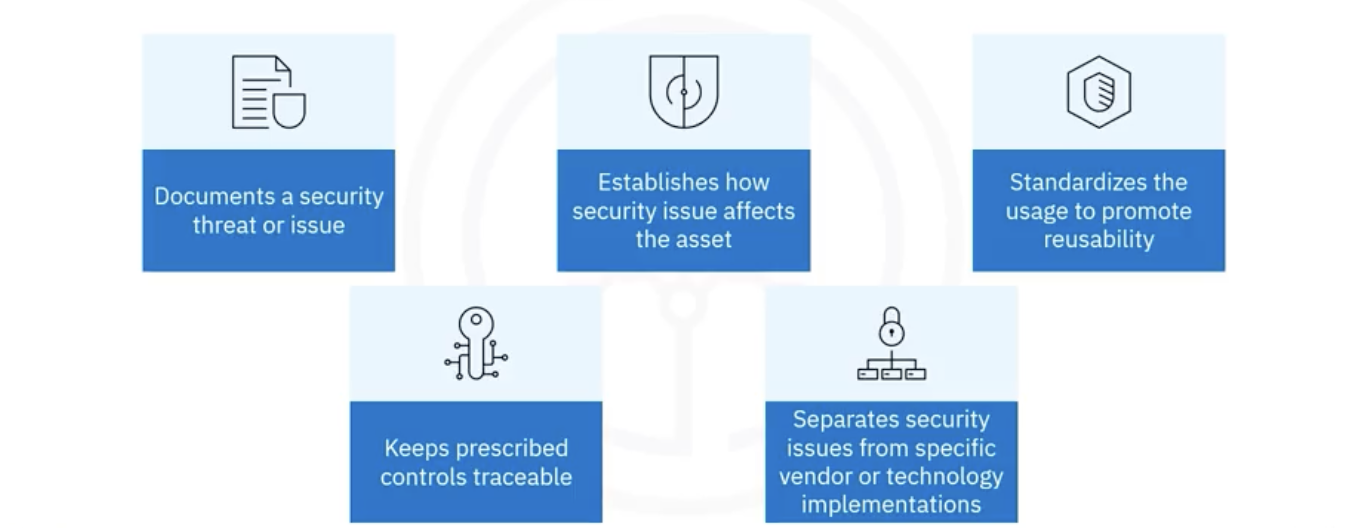 Documents a security
threat or issue
Establishes how
security issue affects
the asset
Standardizes the
usage to promote
reusability
Keeps prescribed
controls traceable
Separates security
issues from specific
vendor or technology
implementations